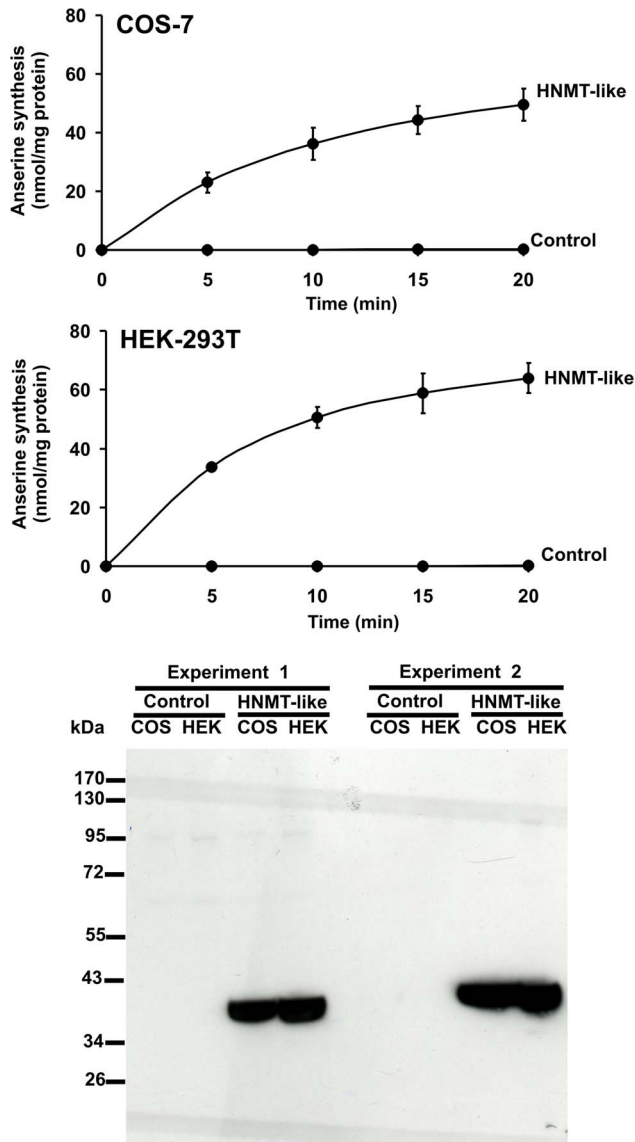 COS-7
Anserine synthesis
(nmol/mg protein)
80
60
40
20
0
HNMT-like
Control
0 5 10 15 20
Time (min)
HEK-293T
Anserine synthesis
(nmol/mg protein)
80
60
40
20
0
HNMT-like
Control
0 5 10 15 20
Time (min)
Experiment 1 Experiment 2
Control HNMT-like Control HNMT-like
kDa COS HEK COS HEK COS HEK COS HEK
170
130
95
72
55
43
34
26